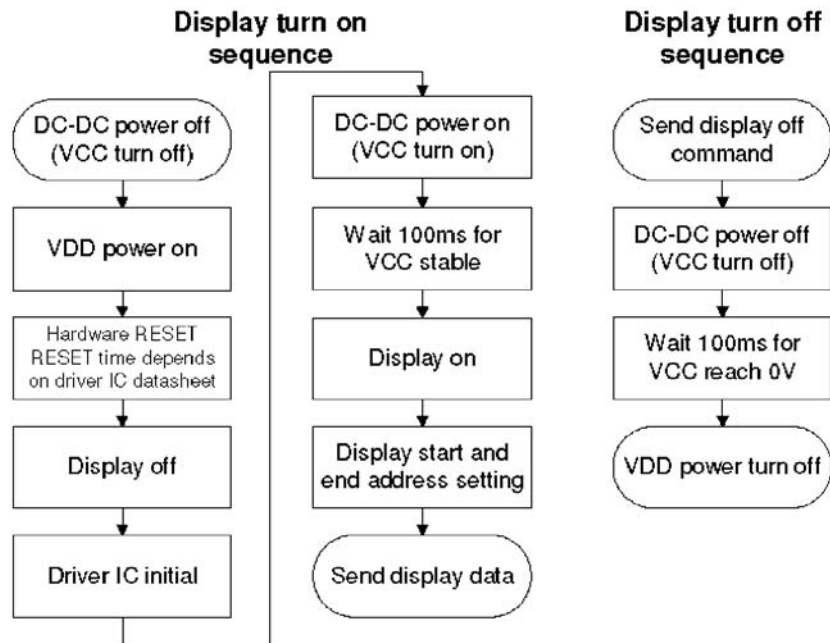 Display turn on
sequence
DC-DC power off
(VCC turn off)
VDD power on
Hardware RESET
RESET time depends
on driver IC datasheet
Display off
Driver IC initial
DC-DC power on
(VCC turn on)
Wait 100ms for
VCC stable
Display on
Display start and
end address setting
Send display data
Display turn off
sequence
Send display off
command
DC-DC power off
(VCC turn off)
Wait 100ms for
VCC reach 0V
VDD power turn off